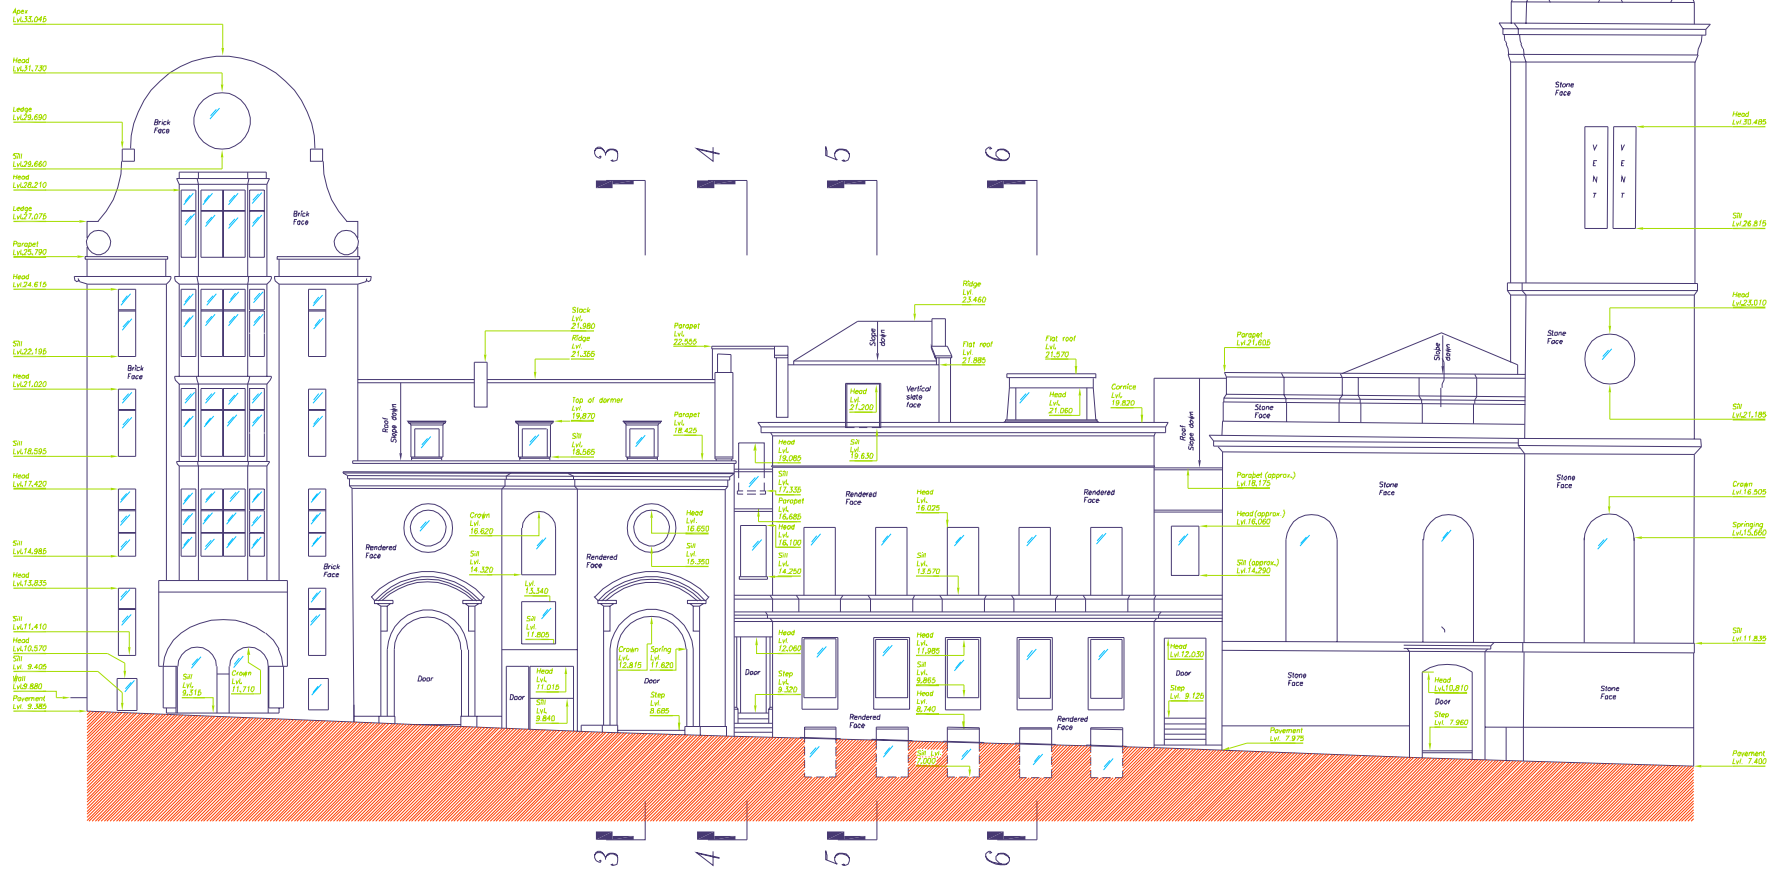 Apex
Lvl.33.045
Head
Lvl.31.730
Ledge
Lvl.29.690
Sill
Lvl.29.660
Head
Lvl.28.210
Ledge
Lvl.27.075
Parapet
Lvl.25.790
Head
Lvl.24.615
Sill
Lvl.22.195
Head
Lvl.21.020
Sill
Lvl.18.595
Head
Lvl.17.420
Sill
Lvl.14.985
Head
Lvl.13.835
Sill
Lvl.11.410
Head
Lvl.10.570
Sill
Lvl. 9.405
Wall
Lvl.9.680
Pavement
Lvl. 9.385
Brick
Face
Brick
Face
Brick
Face
Brick
Face
Sill
Lvl.
9.315
Crown
Lvl.
11.710
3
4
5
6
Stack
Lvl.
21.980
Ridge
Lvl.
21.355
Roof
Slope down
Top of dormer
Lvl.
19.870
Sill
Lvl.
18.565
Parapet
Lvl.
18.425
Parapet
Lvl.
22.555
Rendered
Face
Crown
Lvl.
16.620
Sill
Lvl.
14.320
Rendered
Face
Head
Lvl.
16.650
Sill
Lvl.
15.350
Lvl.
13.340
Sill
Lvl.
11.805
Door
Door
Head
Lvl.
11.015
Sill
Lvl.
9.840
Crown
Lvl.
12.815
Spring
Lvl.
11.620
Door
Step
Lvl.
8.685
Head
Lvl.
19.085
Sill
Lvl.
17.335
Parapet
Lvl.
16.685
Head
Lvl.
16.100
Sill
Lvl.
14.250
Head
Lvl.
12.060
Door
Step
Lvl.
9.320
Ridge
Lvl.
23.460
Slope
down
Flat roof
Lvl.
21.885
Head
Lvl.
21.200
Vertical
slate
face
Sill
Lvl.
19.630
Flat roof
Lvl.
21.570
Head
Lvl.
21.060
Cornice
Lvl.
19.820
Rendered
Face
Head
Lvl.
16.025
Rendered
Face
Sill
Lvl.
13.570
Head
Lvl.
11.985
Sill
Lvl.
9.865
Head
Lvl.
8.740
Rendered
Face
Rendered
Face
Sill Lvl.
7.000
Roof
Slope down
Parapet
Lvl.21.605
Parapet (approx.)
Lvl.18.175
Head (approx.)
Lvl.16.060
Sill (approx.)
Lvl.14.290
Head
Lvl.12.030
Door
Step
Lvl. 9.125
Pavement
Lvl. 7.975
Slope
down
Stone
Face
Stone
Face
Stone
Face
Head
Lvl.10.810
Door
Step
Lvl. 7.960
Stone
Face
VENT
VENT
Stone
Face
Stone
Face
Stone
Face
Head
Lvl.30.485
Sill
Lvl.26.815
Head
Lvl.23.010
Sill
Lvl.21.185
Crown
Lvl.16.505
Springing
Lvl.15.660
Sill
Lvl.11.835
Pavement
Lvl. 7.400
3
4
5
6